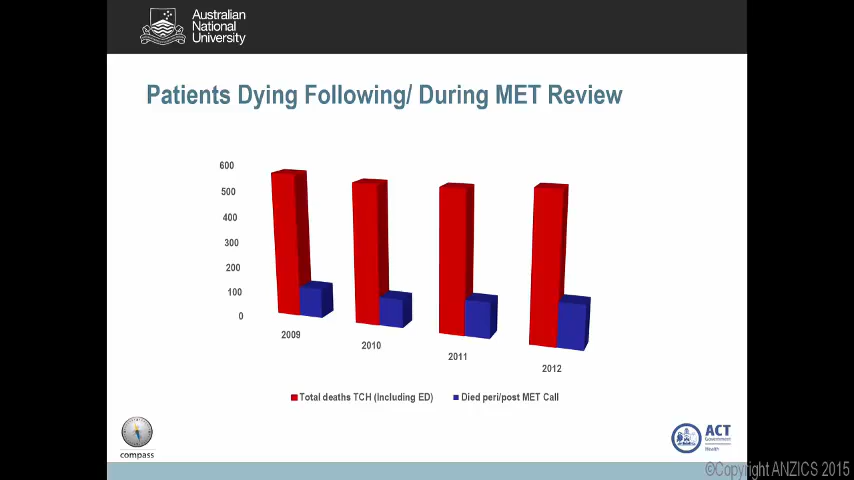 Australian
National
University
Patients Dying Following/ During MET Review
600
500
400
300
200
100
0
2009
2010
2011
2012
Total deaths TCH (Including ED)
Died peri/post MET Call
compass
ACT
Government
Health
©Copyright ANZICS 2015